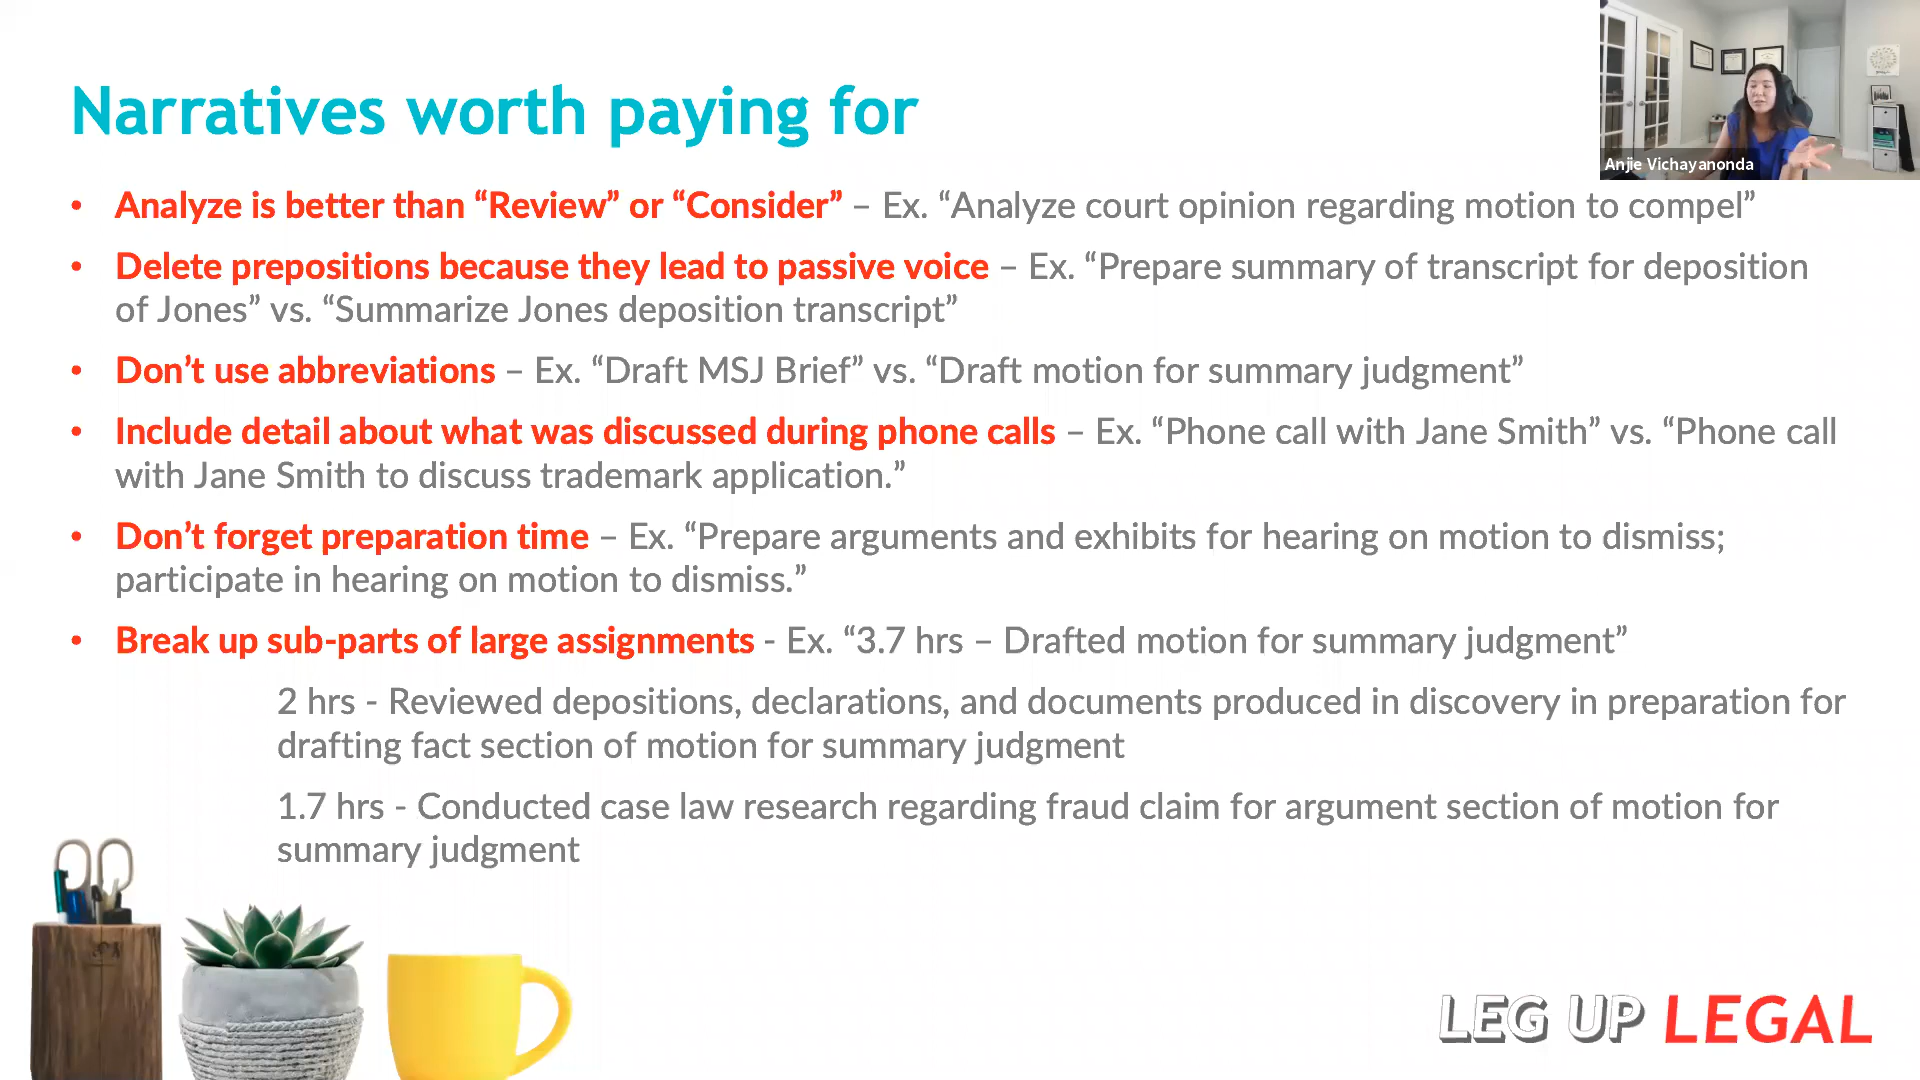 Narratives worth paying for
Anjie Vichayanonda
• Analyze is better than “Review” or “Consider” – Ex. “Analyze court opinion regarding motion to compel”
• Delete prepositions because they lead to passive voice – Ex. “Prepare summary of transcript for deposition
of Jones” vs. “Summarize Jones deposition transcript”
• Don’t use abbreviations – Ex. “Draft MSJ Brief” vs. “Draft motion for summary judgment”
• Include detail about what was discussed during phone calls – Ex. “Phone call with Jane Smith” vs. “Phone call
with Jane Smith to discuss trademark application.”
• Don’t forget preparation time – Ex. “Prepare arguments and exhibits for hearing on motion to dismiss;
participate in hearing on motion to dismiss.”
• Break up sub-parts of large assignments - Ex. “3.7 hrs – Drafted motion for summary judgment”
2 hrs - Reviewed depositions, declarations, and documents produced in discovery in preparation for
drafting fact section of motion for summary judgment
1.7 hrs - Conducted case law research regarding fraud claim for argument section of motion for
summary judgment
LEG UP LEGAL